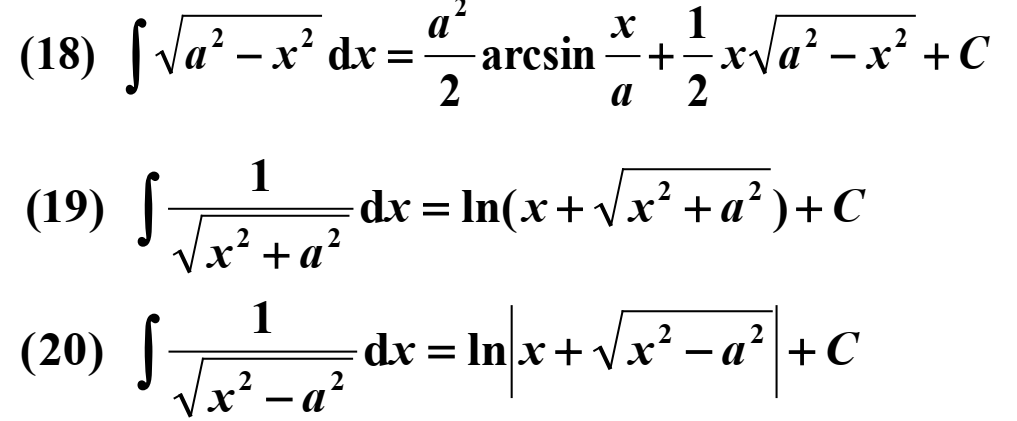 (18) ∫ √(a² − x²) dx = a²/2 arcsin x/a + 1/2 x√(a² − x²) + C
(19) ∫ 1/√(x² + a²) dx = ln(x + √(x² + a²)) + C
(20) ∫ 1/√(x² − a²) dx = ln|x + √(x² − a²)| + C